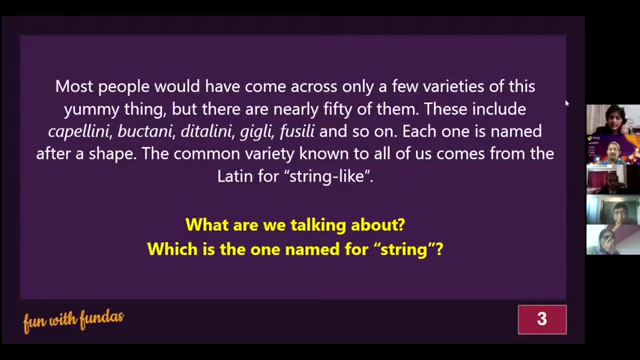 Most people would have come across only a few varieties of this
yummy thing, but there are nearly fifty of them. These include
capellini, buctani, ditalini, gigli, fusili and so on. Each one is named
after a shape. The common variety known to all of us comes from the
Latin for “string-like”.
What are we talking about?
Which is the one named for “string”?
fun with fundas
3